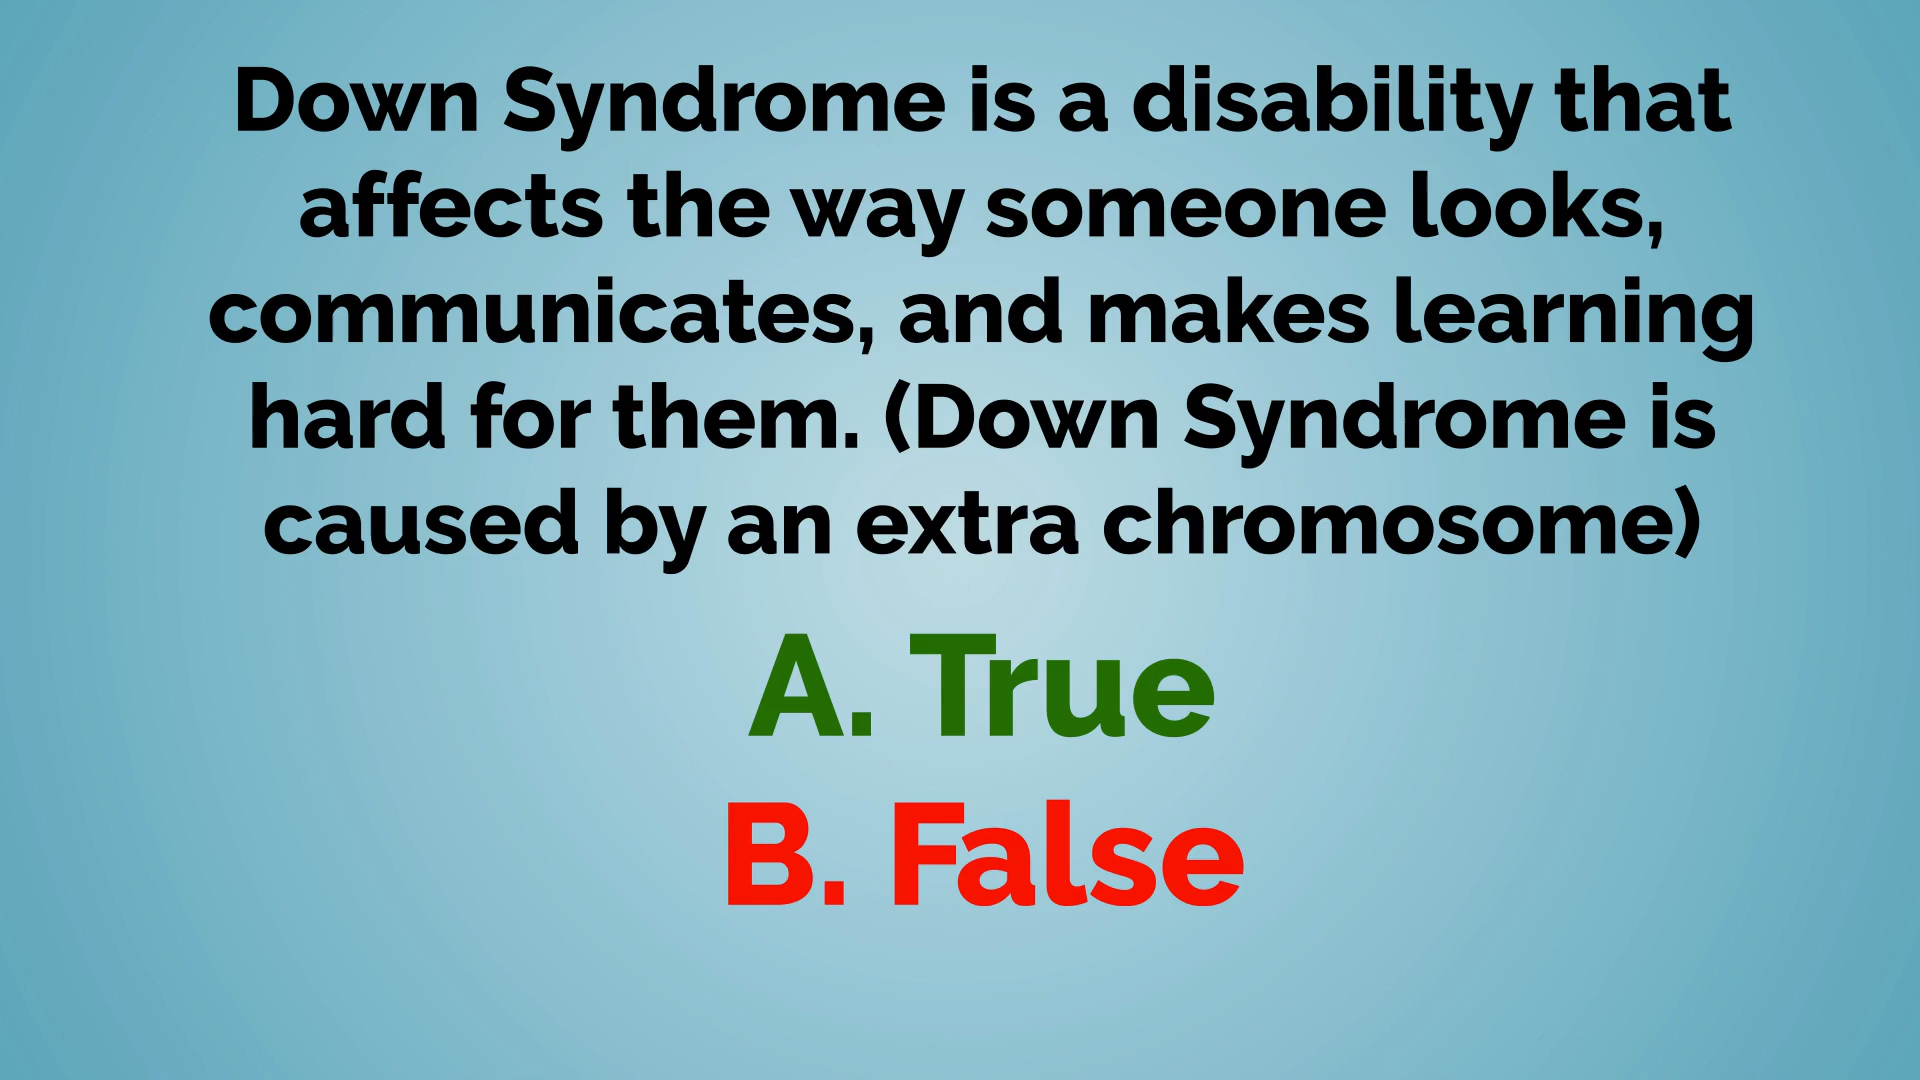 Down Syndrome is a disability that
affects the way someone looks,
communicates, and makes learning
hard for them. (Down Syndrome is
caused by an extra chromosome)
A. True
B. False